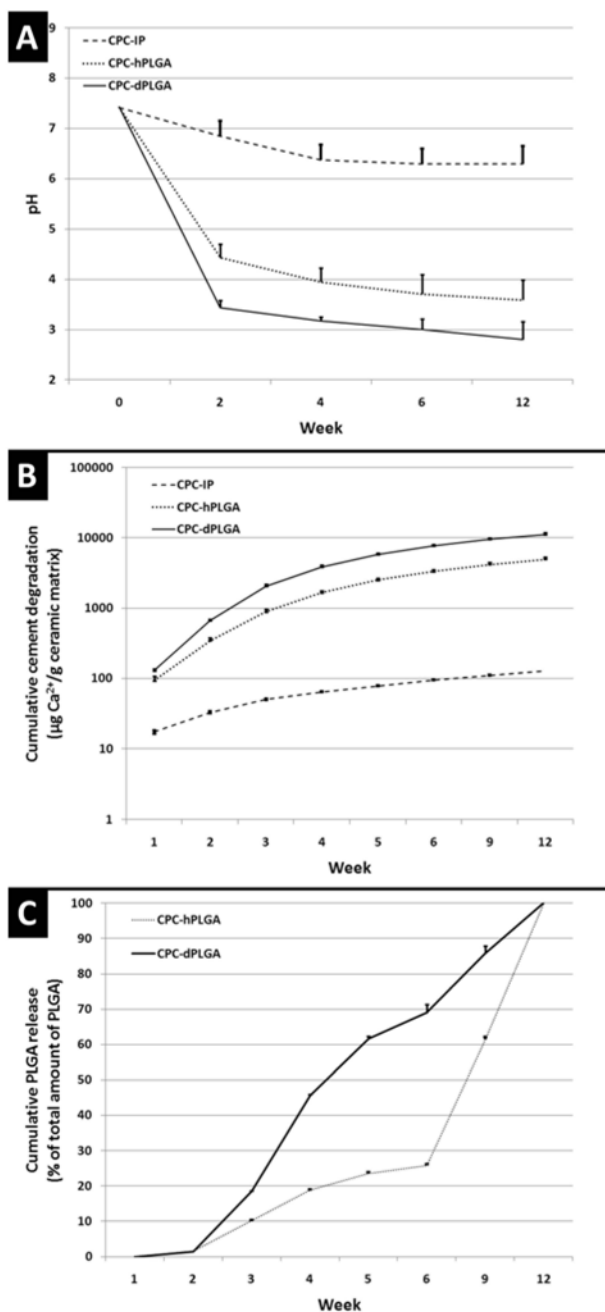 A
9
8
7
6
5
4
3
2
pH
CPC-IP
CPC-hPLGA
CPC-dPLGA
0 2 4 6 12
Week
B
100000
10000
1000
100
10
1
Cumulative cement degradation
(µg Ca²⁺/g ceramic matrix)
CPC-IP
CPC-hPLGA
CPC-dPLGA
1 2 3 4 5 6 9 12
Week
C
100
90
80
70
60
50
40
30
20
10
0
Cumulative PLGA release
(% of total amount of PLGA)
CPC-hPLGA
CPC-dPLGA
1 2 3 4 5 6 9 12
Week